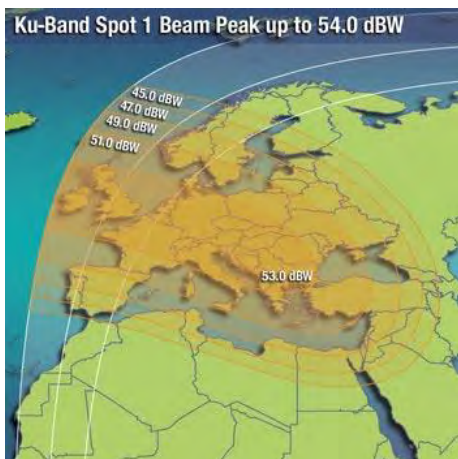 Ku-Band Spot 1 Beam Peak up to 54.0 dBW
45.0 dBW
47.0 dBW
49.0 dBW
51.0 dBW
53.0 dBW